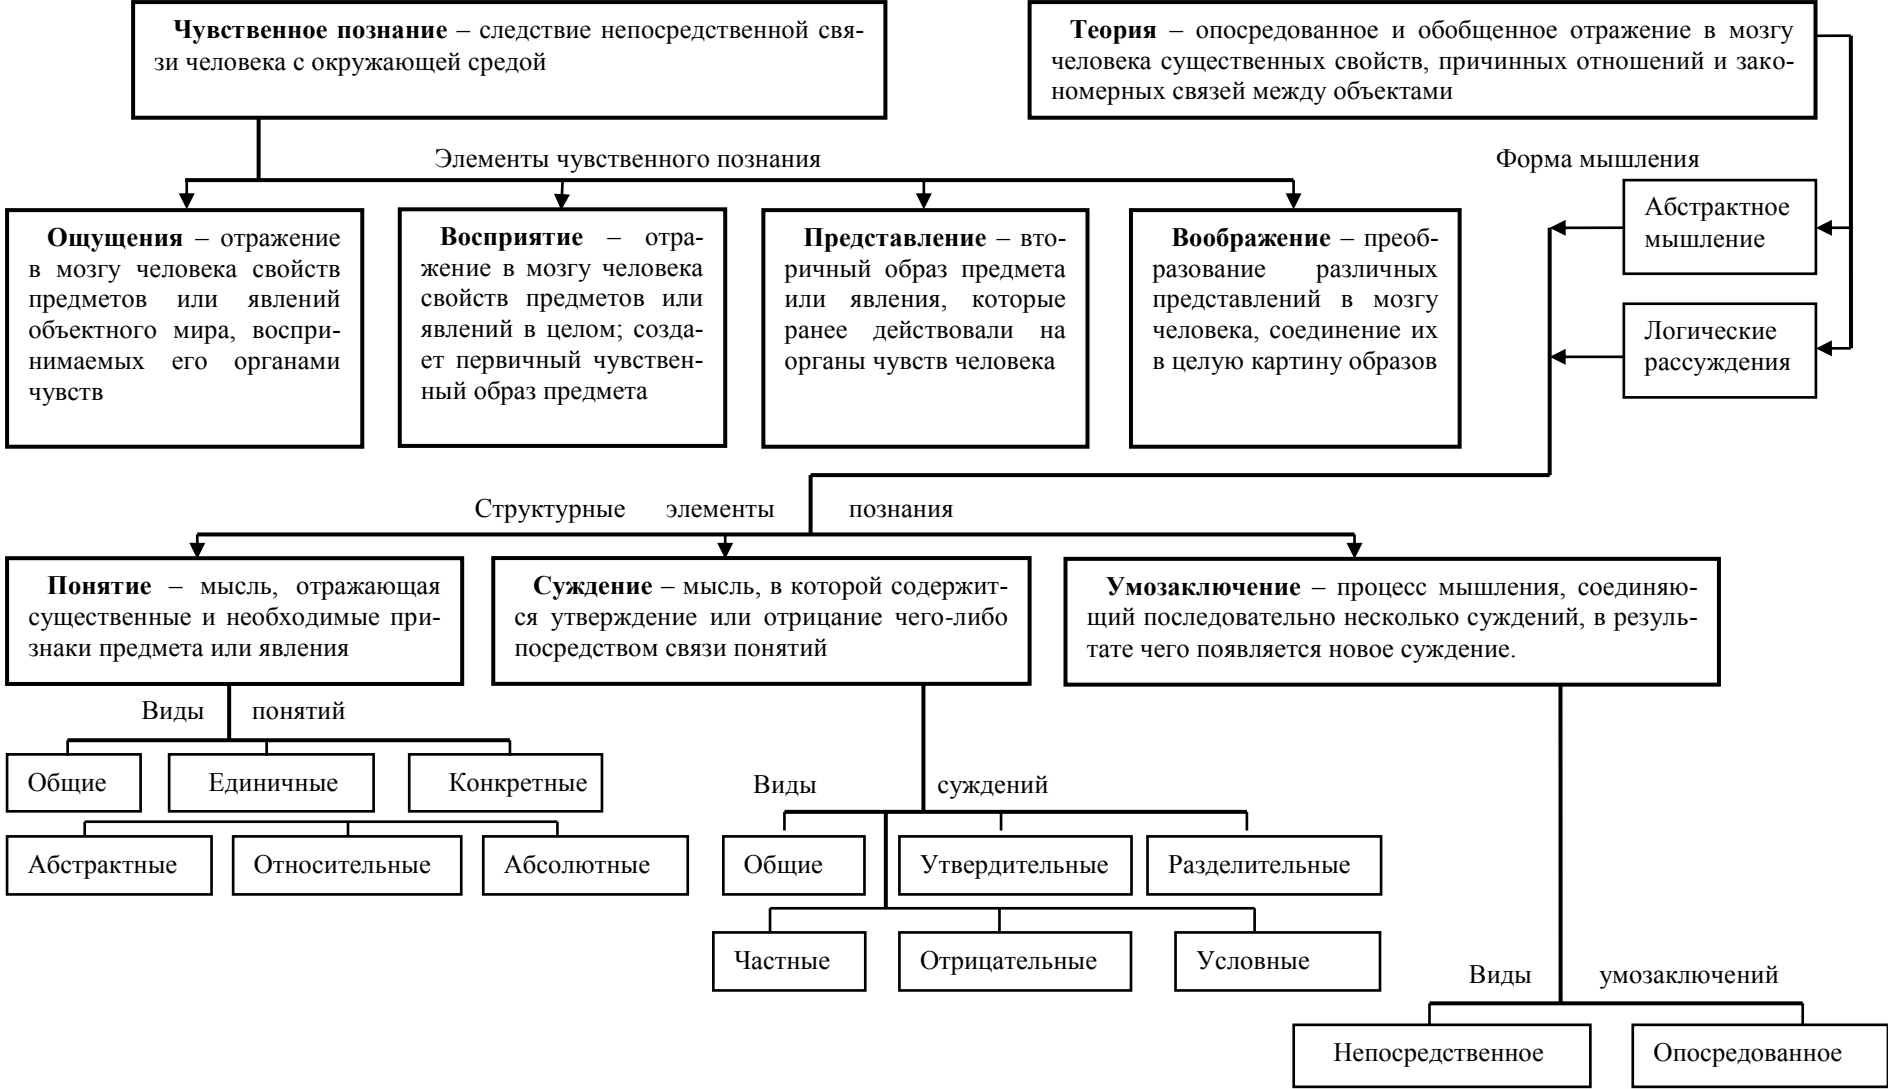 Чувственное познание – следствие непосредственной свя-
зи человека с окружающей средой
Теория – опосредованное и обобщенное отражение в мозгу
человека существенных свойств, причинных отношений и зако-
номерных связей между объектами
Элементы чувственного познания
Форма мышления
Ощущения – отражение
в мозгу человека свойств
предметов или явлений
объектного мира, воспри-
нимаемых его органами
чувств
Восприятие – отра-
жение в мозгу человека
свойств предметов или
явлений в целом; созда-
ет первичный чувствен-
ный образ предмета
Представление – вто-
ричный образ предмета
или явления, которые
ранее действовали на
органы чувств человека
Воображение – преоб-
разование различных
представлений в мозгу
человека, соединение их
в целую картину образов
Абстрактное
мышление
Логические
рассуждения
Структурные элементы познания
Понятие – мысль, отражающая
существенные и необходимые при-
знаки предмета или явления
Суждение – мысль, в которой содержит-
ся утверждение или отрицание чего-либо
посредством связи понятий
Умозаключение – процесс мышления, соединяю-
щий последовательно несколько суждений, в резуль-
тате чего появляется новое суждение.
Виды понятий
Общие
Единичные
Конкретные
Абстрактные
Относительные
Абсолютные
Виды суждений
Общие
Утвердительные
Разделительные
Частные
Отрицательные
Условные
Виды умозаключений
Непосредственное
Опосредованное